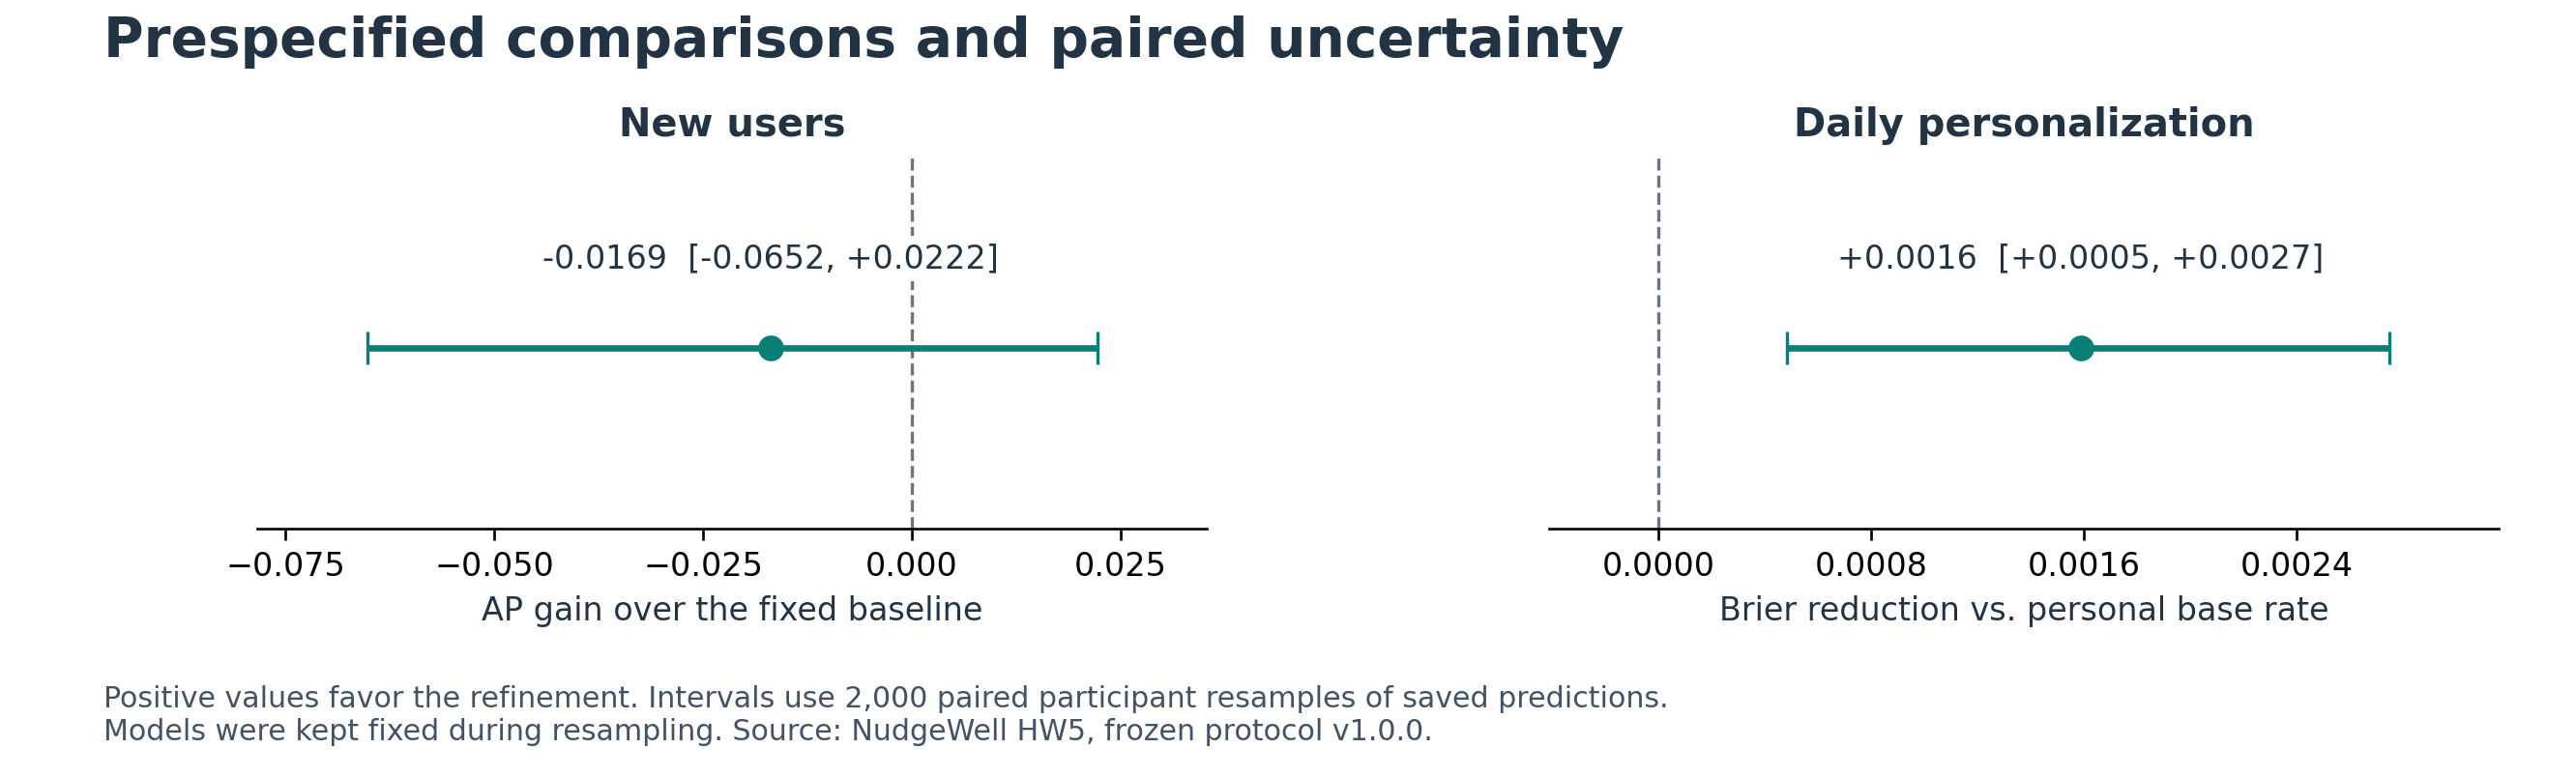 Prespecified comparisons and paired uncertainty
New users
-0.0169  [-0.0652, +0.0222]
−0.075 −0.050 −0.025 0.000 0.025
AP gain over the fixed baseline
Daily personalization
+0.0016  [+0.0005, +0.0027]
0.0000 0.0008 0.0016 0.0024
Brier reduction vs. personal base rate
Positive values favor the refinement. Intervals use 2,000 paired participant resamples of saved predictions.
Models were kept fixed during resampling. Source: NudgeWell HW5, frozen protocol v1.0.0.